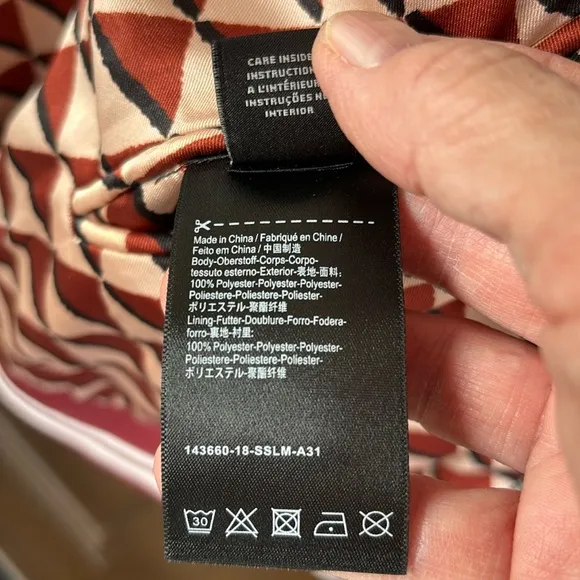 CARE INSIDE
INSTRUCTION
A L'INTÉRIEUR
INSTRUÇÕES NO
INTERIOR
Made in China / Fabriqué en Chine /
Feito em China / 中国制造
Body-Oberstoff-Corps-Corpo-
tessuto esterno-Exterior-表地-面料:
100% Polyester-Polyester-Polyester-
Poliestere-Poliestere-Poliester-
ポリエステル-聚酯纤维
Lining-Futter-Doublure-Forro-Fodera-
forro-裏地-衬里:
100% Polyester-Polyester-Polyester-
Poliestere-Poliestere-Poliester-
ポリエステル-聚酯纤维
143660-18-SSLM-A31
30